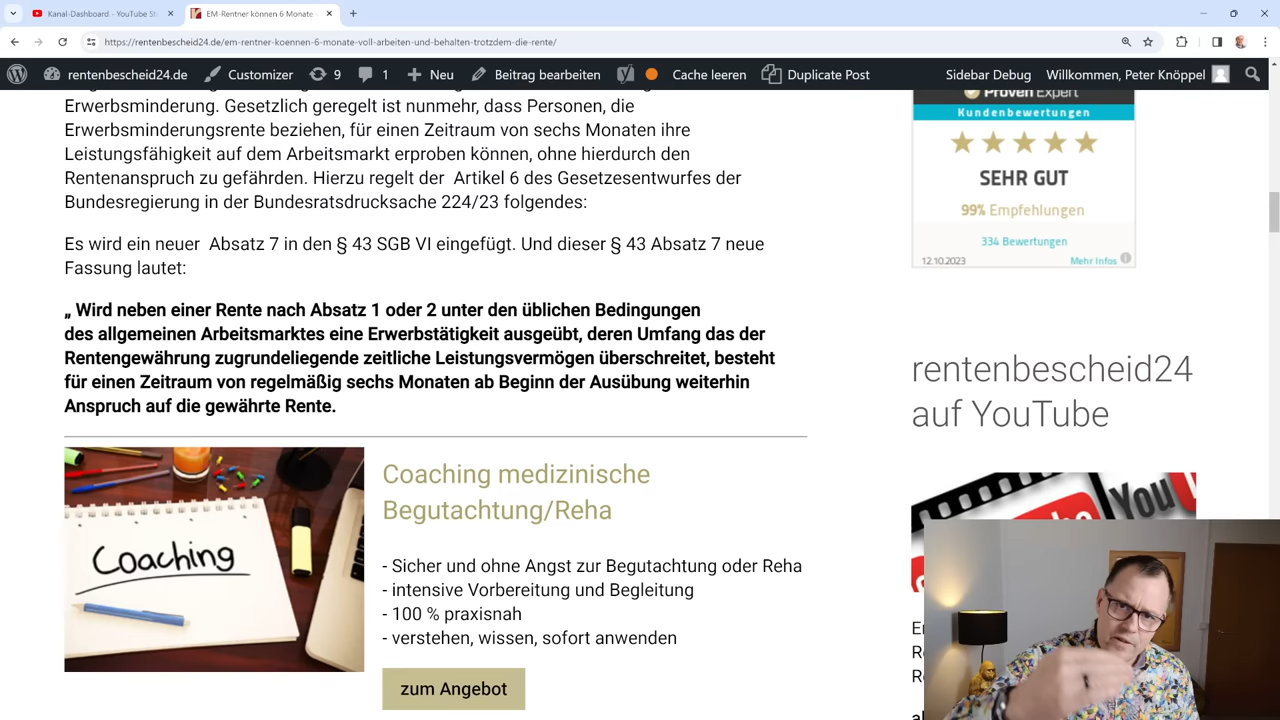 Kanal-Dashboard - YouTube St
EM-Rentner können 6 Monate
https://rentenbescheid24.de/em-rentner-koennen-6-monate-voll-arbeiten-und-behalten-trotzdem-die-rente/
rentenbescheid24.de
Customizer
9
1
Neu
Beitrag bearbeiten
Cache leeren
Duplicate Post
Sidebar Debug
Willkommen, Peter Knöppel
Erwerbsminderung. Gesetzlich geregelt ist nunmehr, dass Personen, die
Erwerbsminderungsrente beziehen, für einen Zeitraum von sechs Monaten ihre
Leistungsfähigkeit auf dem Arbeitsmarkt erproben können, ohne hierdurch den
Rentenanspruch zu gefährden. Hierzu regelt der Artikel 6 des Gesetzesentwurfes der
Bundesregierung in der Bundesratsdrucksache 224/23 folgendes:
Es wird ein neuer Absatz 7 in den § 43 SGB VI eingefügt. Und dieser § 43 Absatz 7 neue
Fassung lautet:
„ Wird neben einer Rente nach Absatz 1 oder 2 unter den üblichen Bedingungen
des allgemeinen Arbeitsmarktes eine Erwerbstätigkeit ausgeübt, deren Umfang das der
Rentengewährung zugrundeliegende zeitliche Leistungsvermögen überschreitet, besteht
für einen Zeitraum von regelmäßig sechs Monaten ab Beginn der Ausübung weiterhin
Anspruch auf die gewährte Rente.
Coaching
Coaching medizinische
Begutachtung/Reha
- Sicher und ohne Angst zur Begutachtung oder Reha
- intensive Vorbereitung und Begleitung
- 100 % praxisnah
- verstehen, wissen, sofort anwenden
zum Angebot
Proven Expert
Kundenbewertungen
SEHR GUT
99% Empfehlungen
334 Bewertungen
12.10.2023
Mehr Infos
rentenbescheid24
auf YouTube
You